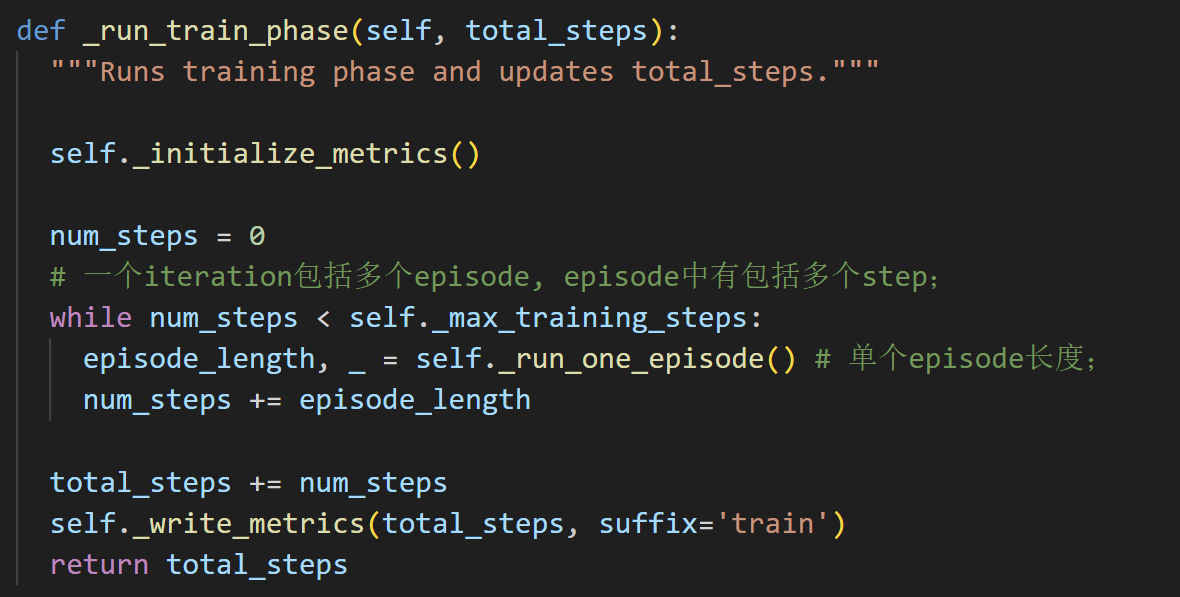 def _run_train_phase(self, total_steps):
"""Runs training phase and updates total_steps."""
self._initialize_metrics()
num_steps = 0
# 一个iteration包括多个episode, episode中有包括多个step；
while num_steps < self._max_training_steps:
episode_length, _ = self._run_one_episode() # 单个episode长度；
num_steps += episode_length
total_steps += num_steps
self._write_metrics(total_steps, suffix='train')
return total_steps